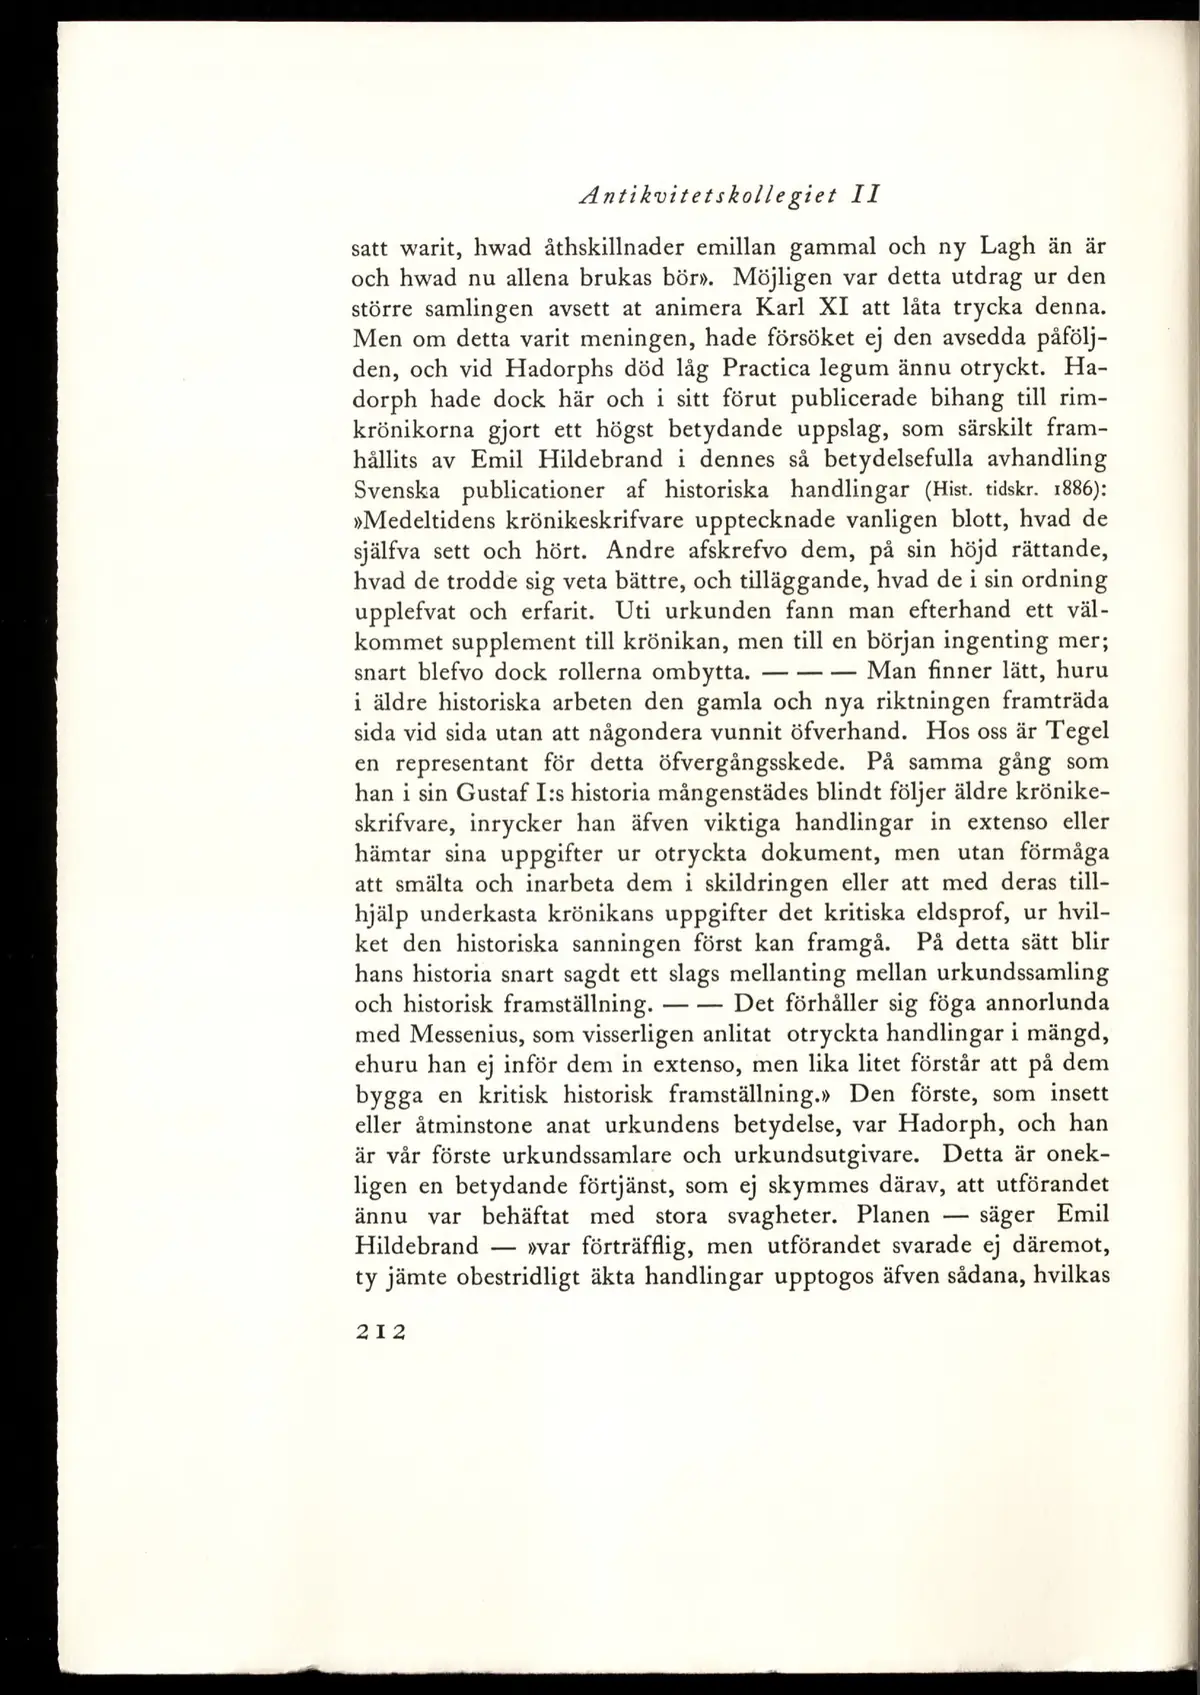 Antikvitetskollegiet II
satt warit, hwad åthskillnader emillan gammal och ny Lagh än är
och hwad nu allena brukas bör». Möjligen var detta utdrag ur den
större samlingen avsett at animera Karl XI att låta trycka denna.
Men om detta varit meningen, hade försöket ej den avsedda påfölj-
den, och vid Hadorphs död låg Practica legum ännu otryckt. Ha-
dorph hade dock här och i sitt förut publicerade bihang till rim-
krönikorna gjort ett högst betydande uppslag, som särskilt fram-
hållits av Emil Hildebrand i dennes så betydelsefulla avhandling
Svenska publicationer af historiska handlingar (Hist. tidskr. 1886):
»Medeltidens krönikeskrifvare upptecknade vanligen blott, hvad de
själfva sett och hört. Andre afskrefvo dem, på sin höjd rättande,
hvad de trodde sig veta bättre, och tilläggande, hvad de i sin ordning
upplefvat och erfarit. Uti urkunden fann man efterhand ett väl-
kommet supplement till krönikan, men till en början ingenting mer;
snart blefvo dock rollerna ombytta. — — — Man finner lätt, huru
i äldre historiska arbeten den gamla och nya riktningen framträda
sida vid sida utan att någondera vunnit öfverhand. Hos oss är Tegel
en representant för detta öfvergångsskede. På samma gång som
han i sin Gustaf I:s historia mångenstädes blindt följer äldre krönike-
skrifvare, inrycker han äfven viktiga handlingar in extenso eller
hämtar sina uppgifter ur otryckta dokument, men utan förmåga
att smälta och inarbeta dem i skildringen eller att med deras till-
hjälp underkasta krönikans uppgifter det kritiska eldsprof, ur hvil-
ket den historiska sanningen först kan framgå. På detta sätt blir
hans historia snart sagdt ett slags mellanting mellan urkundssamling
och historisk framställning. — — Det förhåller sig föga annorlunda
med Messenius, som visserligen anlitat otryckta handlingar i mängd,
ehuru han ej inför dem in extenso, men lika litet förstår att på dem
bygga en kritisk historisk framställning.» Den förste, som insett
eller åtminstone anat urkundens betydelse, var Hadorph, och han
är vår förste urkundssamlare och urkundsutgivare. Detta är onek-
ligen en betydande förtjänst, som ej skymmes därav, att utförandet
ännu var behäftat med stora svagheter. Planen — säger Emil
Hildebrand — »var förträfflig, men utförandet svarade ej däremot,
ty jämte obestridligt äkta handlingar upptogos äfven sådana, hvilkas
212